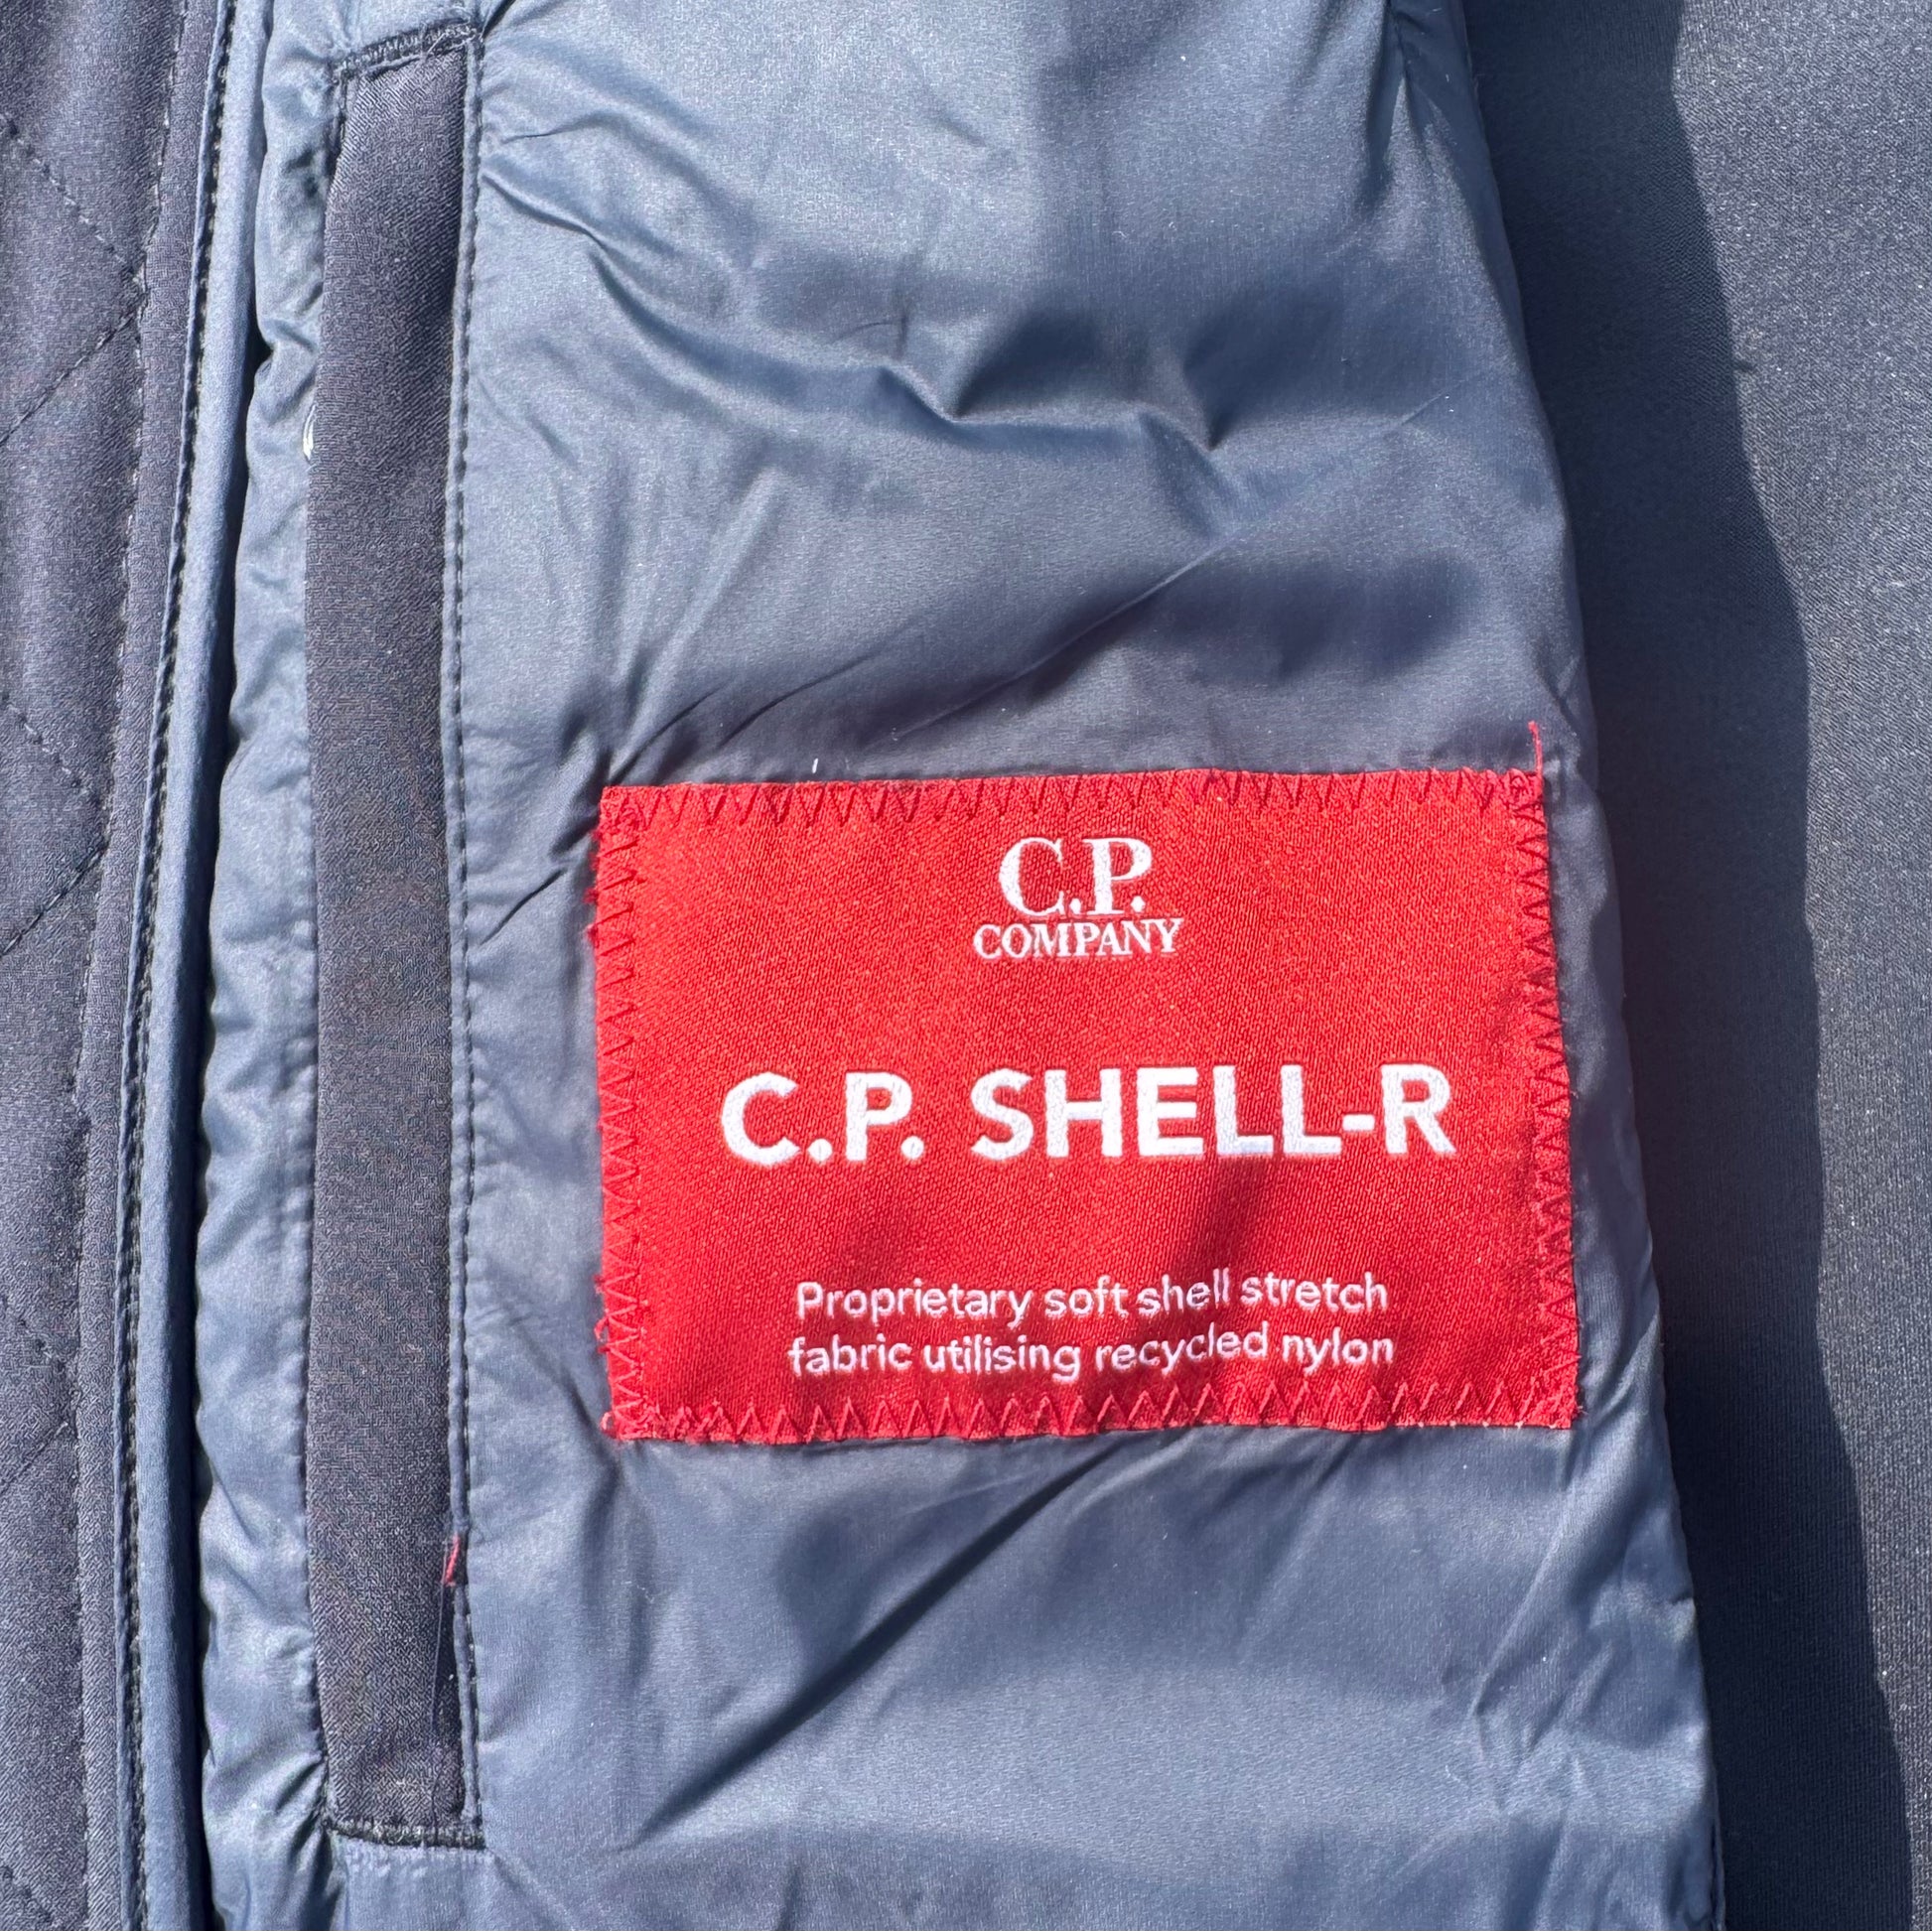 C.P.
COMPANY
C.P. SHELL-R
Proprietary soft shell stretch
fabric utilising recycled nylon